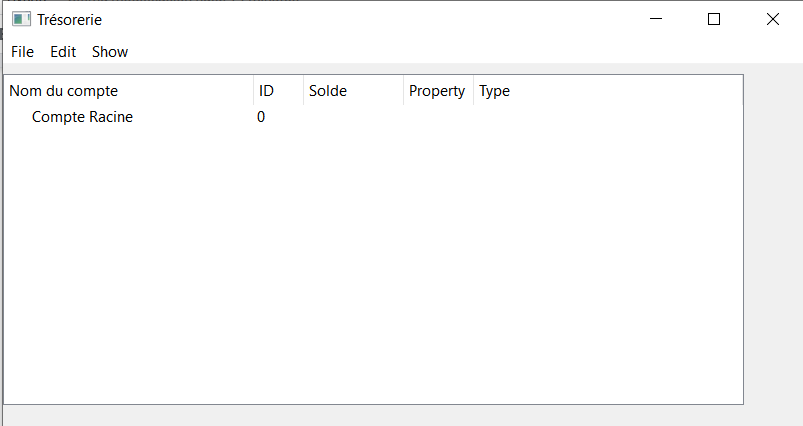 Trésorerie
File Edit Show
Nom du compte ID Solde Property Type
Compte Racine 0